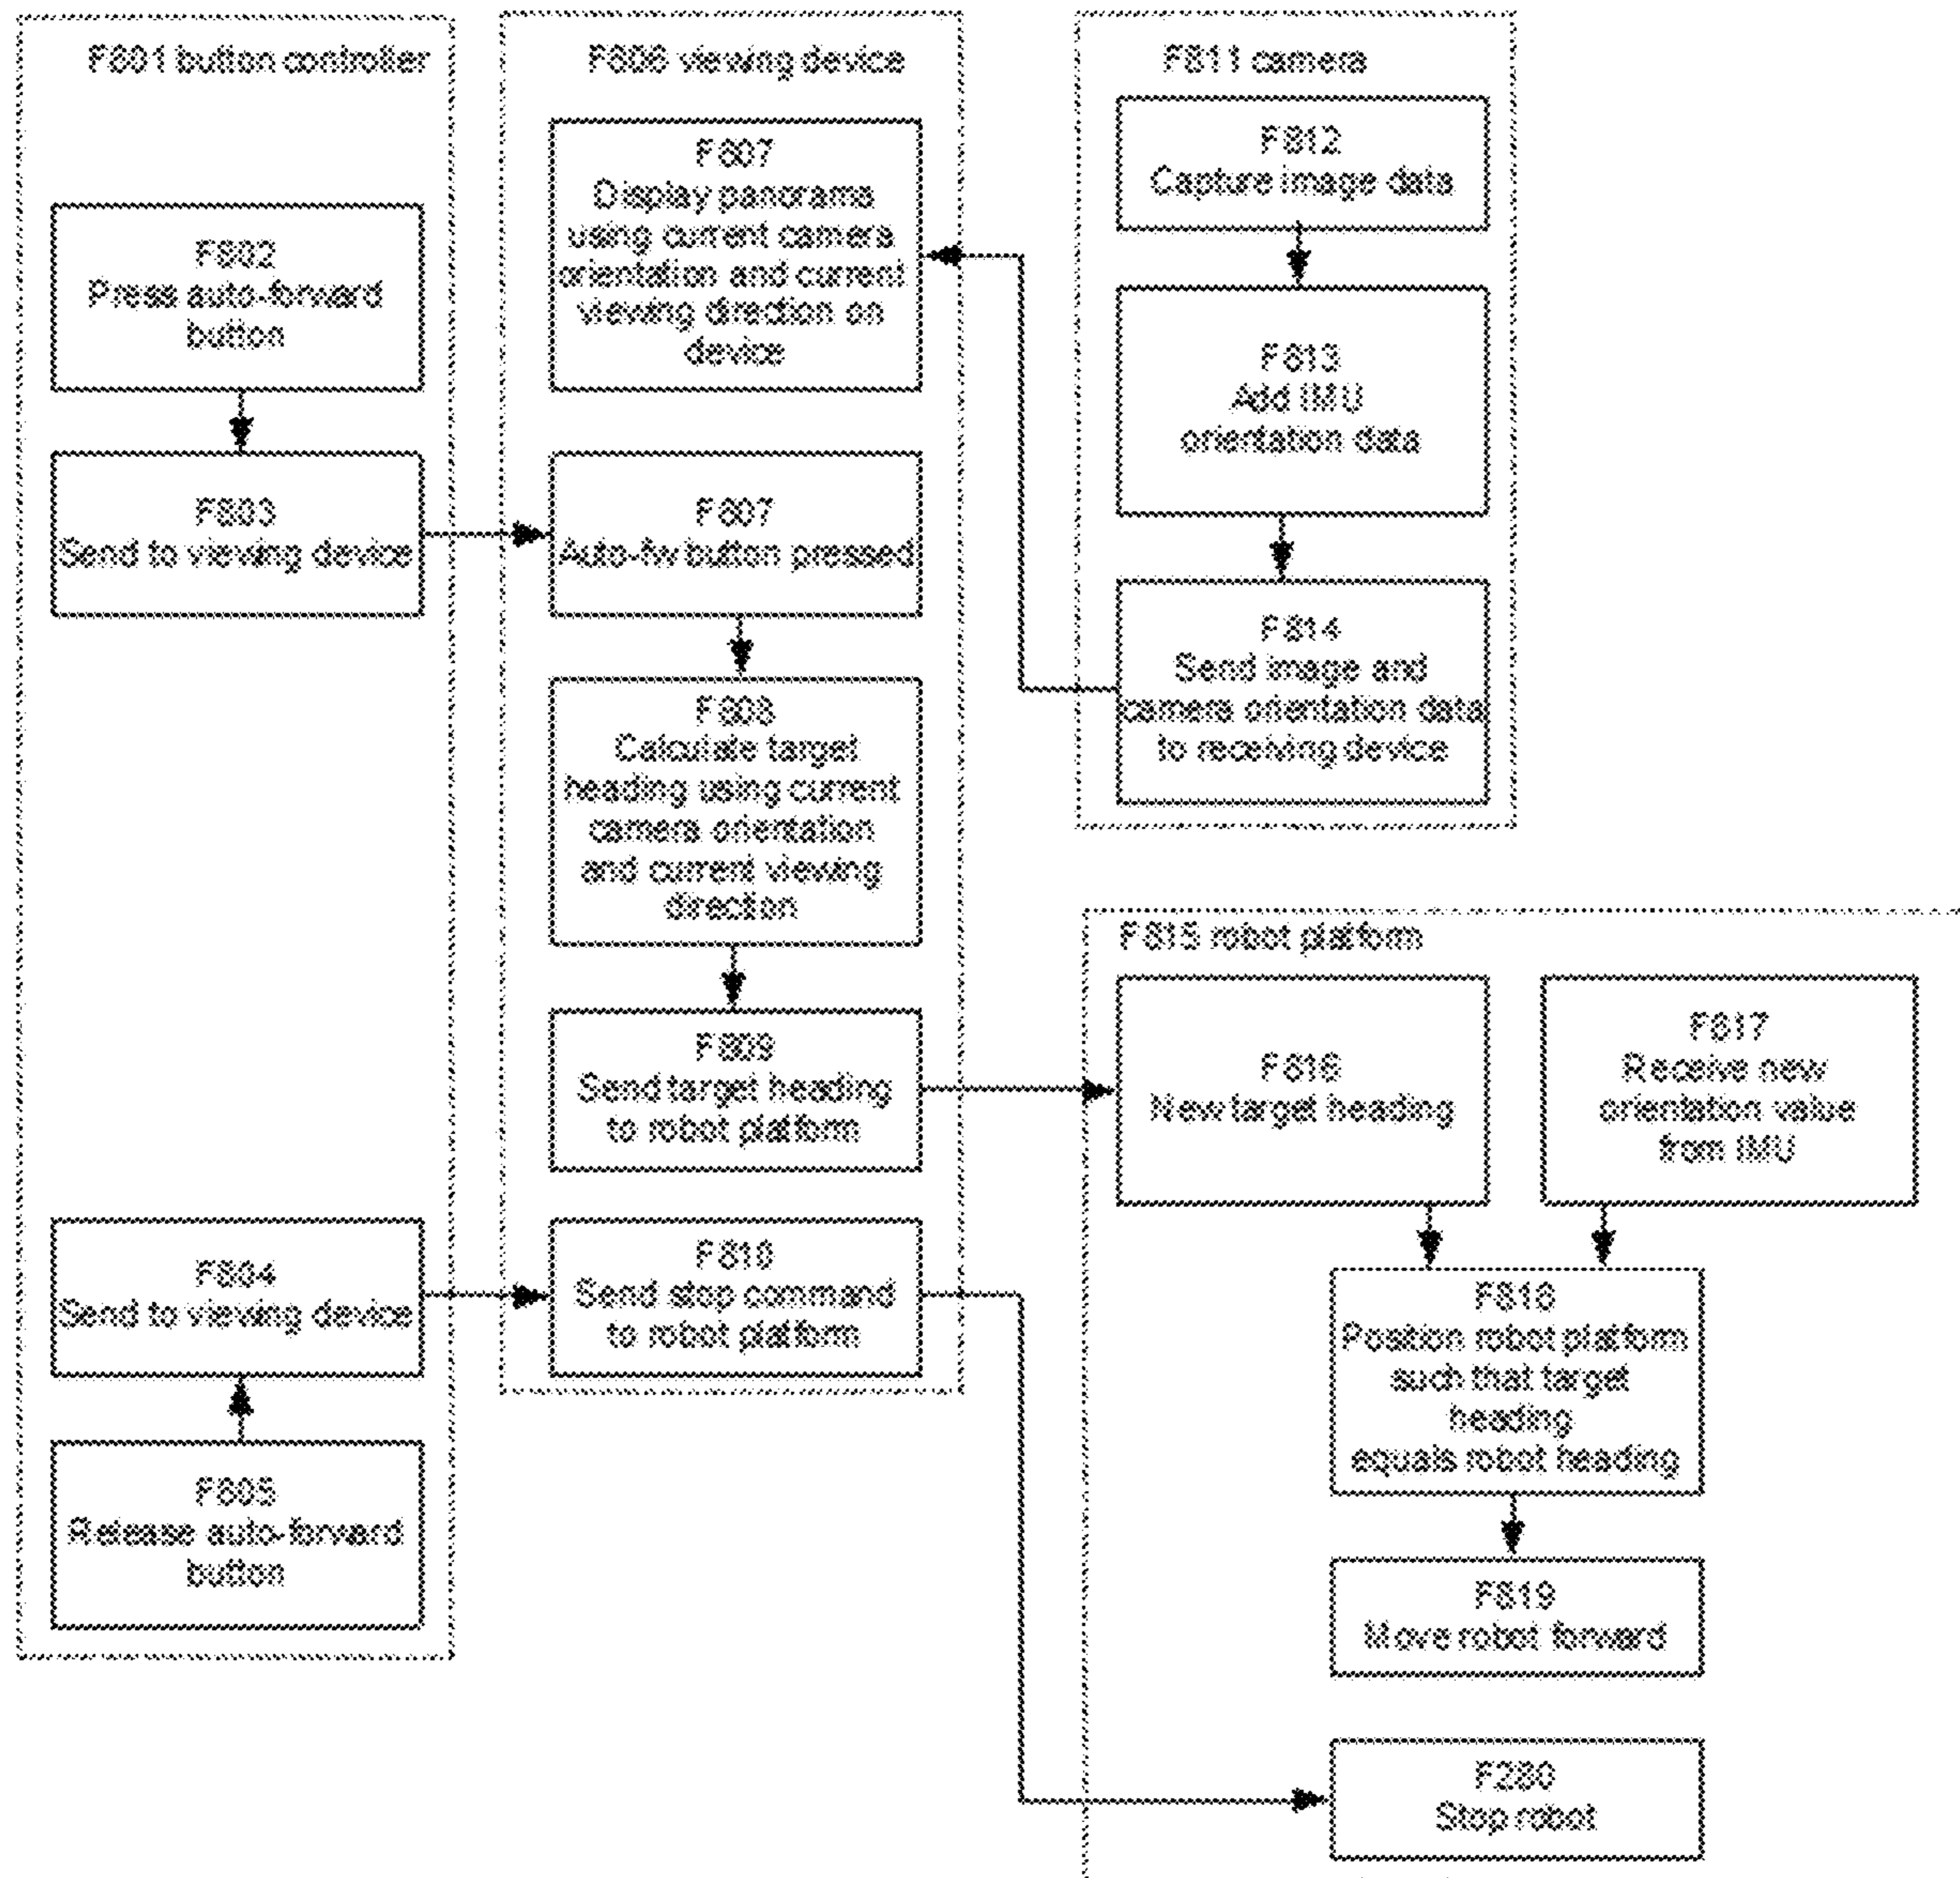 F801 button controller
F802
Press auto-forward
button
F803
Send to viewing device
F804
Send to viewing device
F805
Release auto-forward
button
F806 viewing device
F807
Display panorama
using current camera
orientation and current
viewing direction on
device
F807
Auto-fw button pressed
F808
Calculate target
heading using current
camera orientation
and current viewing
direction
F809
Send target heading
to robot platform
F810
Send stop command
to robot platform
F811 camera
F812
Capture image data
F813
Add IMU
orientation data
F814
Send image and
camera orientation data
to receiving device
F815 robot platform
F816
New target heading
F817
Receive new
orientation value
from IMU
F818
Position robot platform
such that target
heading
equals robot heading
F819
Move robot forward
F280
Stop robot